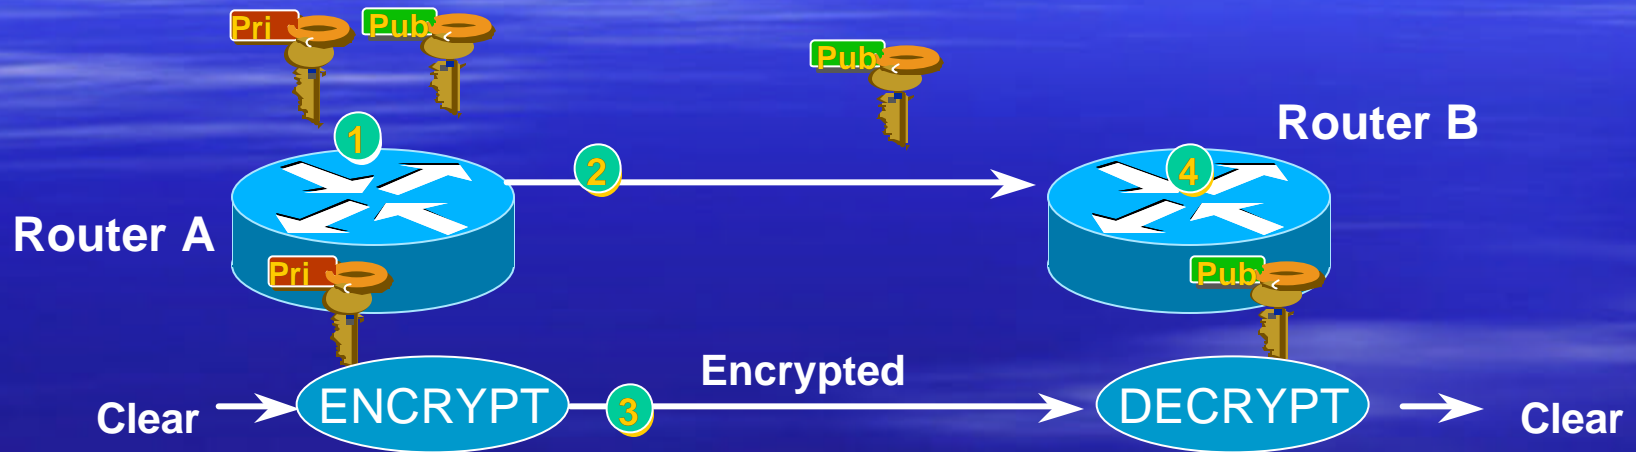 Pri
Pub
Pub
Router B
1
2
4
Router A
Pri
Pub
Encrypted
ENCRYPT
DECRYPT
Clear
3
Clear